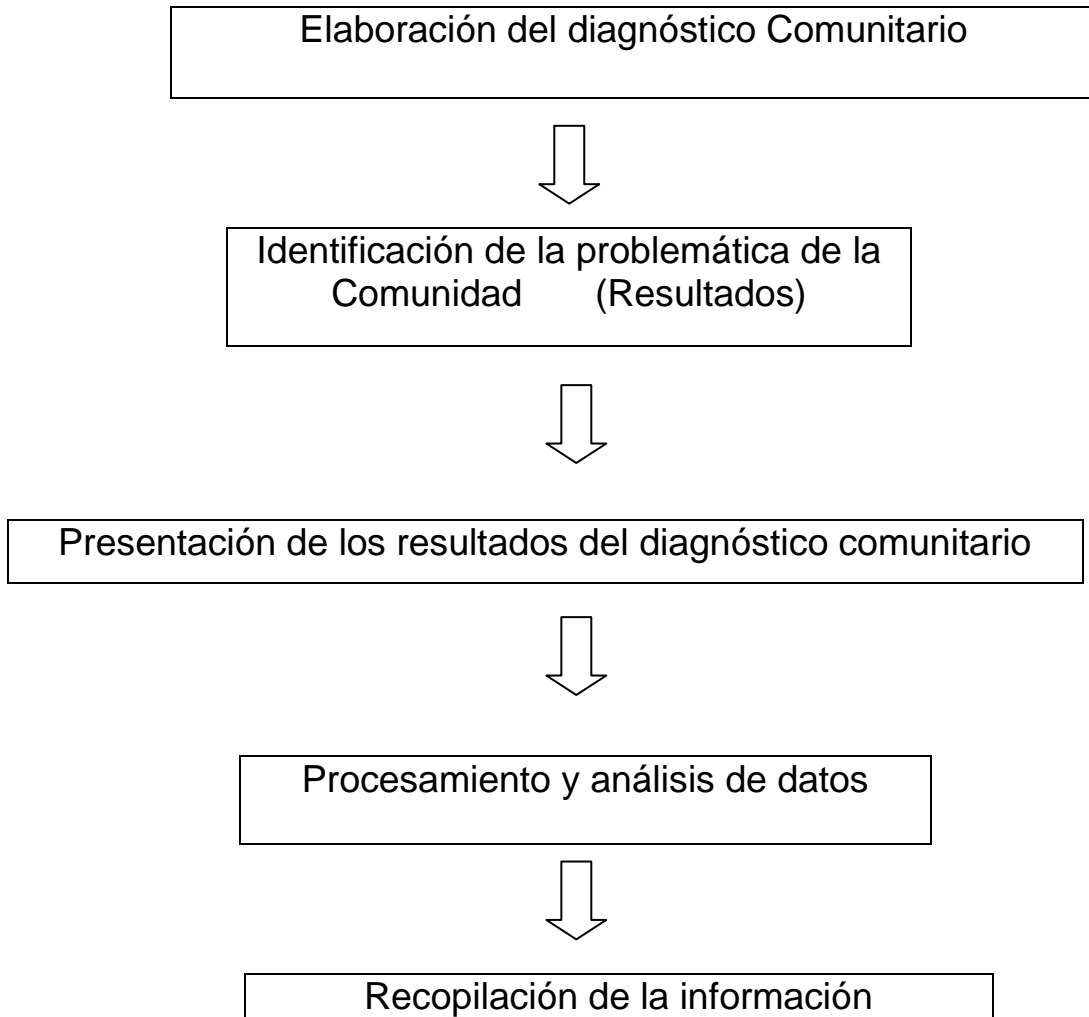 Elaboración del diagnóstico Comunitario
Identificación de la problemática de la
Comunidad (Resultados)
Presentación de los resultados del diagnóstico comunitario
Procesamiento y análisis de datos
Recopilación de la información